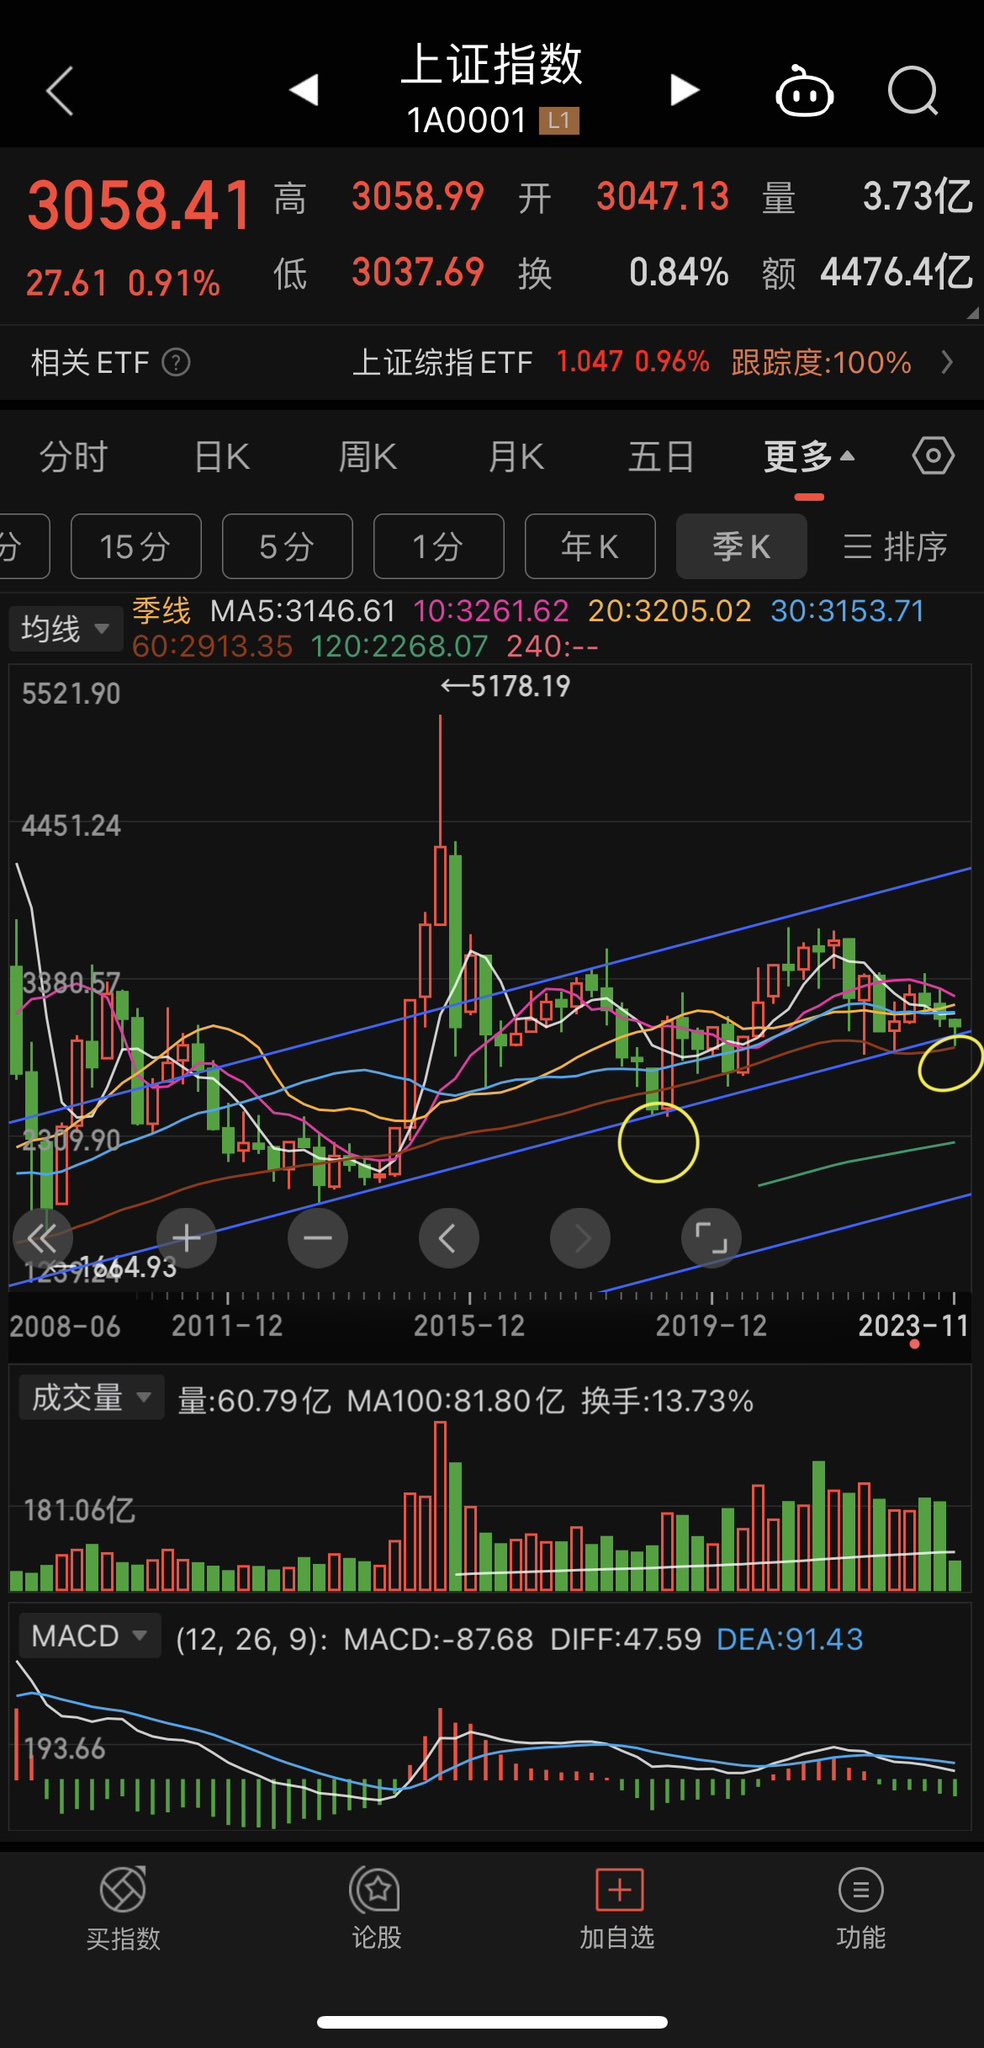 上证指数
1A0001 L1
3058.41 高 3058.99 开 3047.13 量 3.73亿
27.61 0.91% 低 3037.69 换 0.84% 额 4476.4亿
相关ETF ? 上证综指ETF 1.047 0.96% 跟踪度:100%
分时 日K 周K 月K 五日 更多
分 15分 5分 1分 年K 季K 排序
均线 季线 MA5:3146.61 10:3261.62 20:3205.02 30:3153.71
60:2913.35 120:2268.07 240:--
5521.90
←5178.19
4451.24
3380.57
2309.90
1239.24
←1664.93
2008-06 2011-12 2015-12 2019-12 2023-11
成交量 量:60.79亿 MA100:81.80亿 换手:13.73%
181.06亿
MACD (12, 26, 9): MACD:-87.68 DIFF:47.59 DEA:91.43
193.66
买指数 论股 加自选 功能